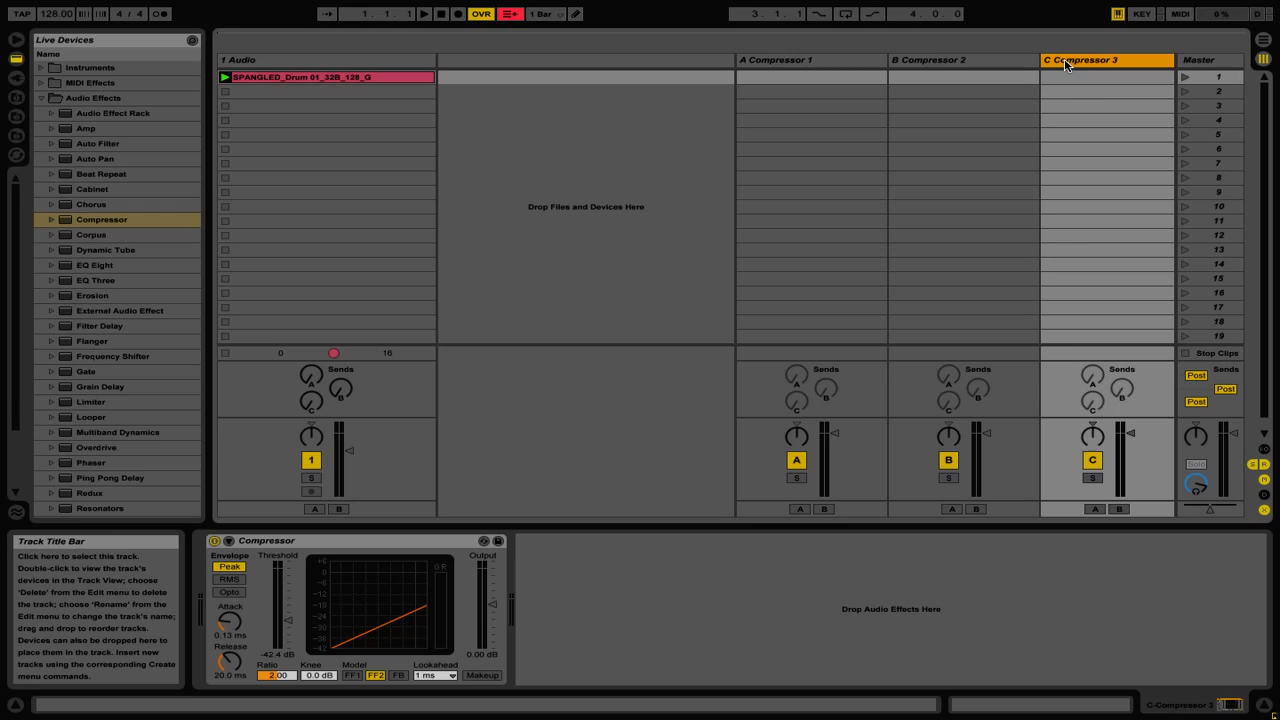 TAP 128.00 4 / 4 1. 1. 1 OVR 1 Bar 3. 1. 1 4. 0. 0 KEY MIDI 0 % D
Live Devices
Name
Instruments
MIDI Effects
Audio Effects
Audio Effect Rack
Amp
Auto Filter
Auto Pan
Beat Repeat
Cabinet
Chorus
Compressor
Corpus
Dynamic Tube
EQ Eight
EQ Three
Erosion
External Audio Effect
Filter Delay
Flanger
Frequency Shifter
Gate
Grain Delay
Limiter
Looper
Multiband Dynamics
Overdrive
Phaser
Ping Pong Delay
Redux
Resonators
1 Audio A Compressor 1 B Compressor 2 C Compressor 3 Master
SPANGLED_Drum 01_32B_128_G 1
2
3
4
5
6
7
8
9
Drop Files and Devices Here 10
11
12
13
14
15
16
17
18
19
0 16 Stop Clips
Sends Sends Sends Sends Sends
A B C A B C A B C A B C Post Post Post
1 A B C Solo
S S S S
A B A B A B A B
S R
M
D
X
Track Title Bar
Click here to select this track.
Double-click to view the track's
devices in the Track View; choose
'Delete' from the Edit menu to delete
the track; choose 'Rename' from the
Edit menu to change the track's name;
drag and drop to reorder tracks.
Devices can also be dropped here to
place them in the track. Insert new
tracks using the corresponding Create
menu commands.
Compressor
Envelope Threshold Output
Peak
RMS
Opto
Attack
0.13 ms
Release
20.0 ms
-42.4 dB
+6
0
-6
-12
-18
-24
-30
-36
-42
G R
0.00 dB
Ratio Knee Model Lookahead
2.00 0.0 dB FF1 FF2 FB 1 ms Makeup
Drop Audio Effects Here
C-Compressor 3